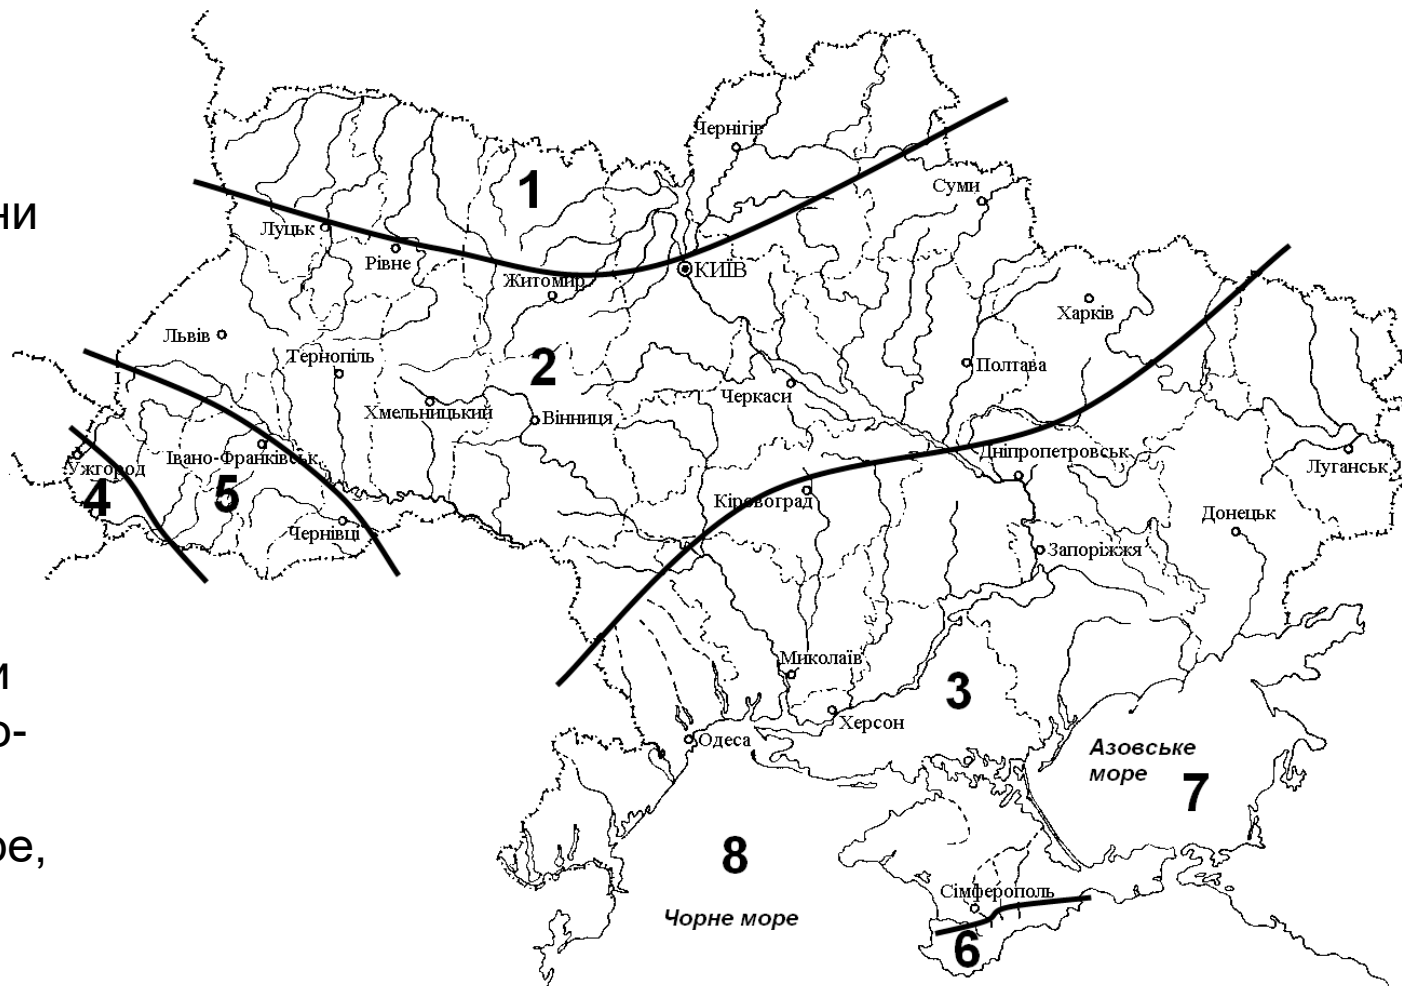 Чернігів
1
Суми
ни
Луцьк
Рівне
КИЇВ
Житомир
Харків
Львів
Тернопіль
2
Полтава
Черкаси
Хмельницький
Вінниця
Івано-Франківськ
Ужгород
Дніпропетровськ
Луганськ
4
5
Кіровоград
Донецьк
Чернівці
Запоріжжя
и
Миколаїв
3
Херсон
о-
Одеса
Азовське
море
7
ре,
8
Сімферополь
Чорне море
6